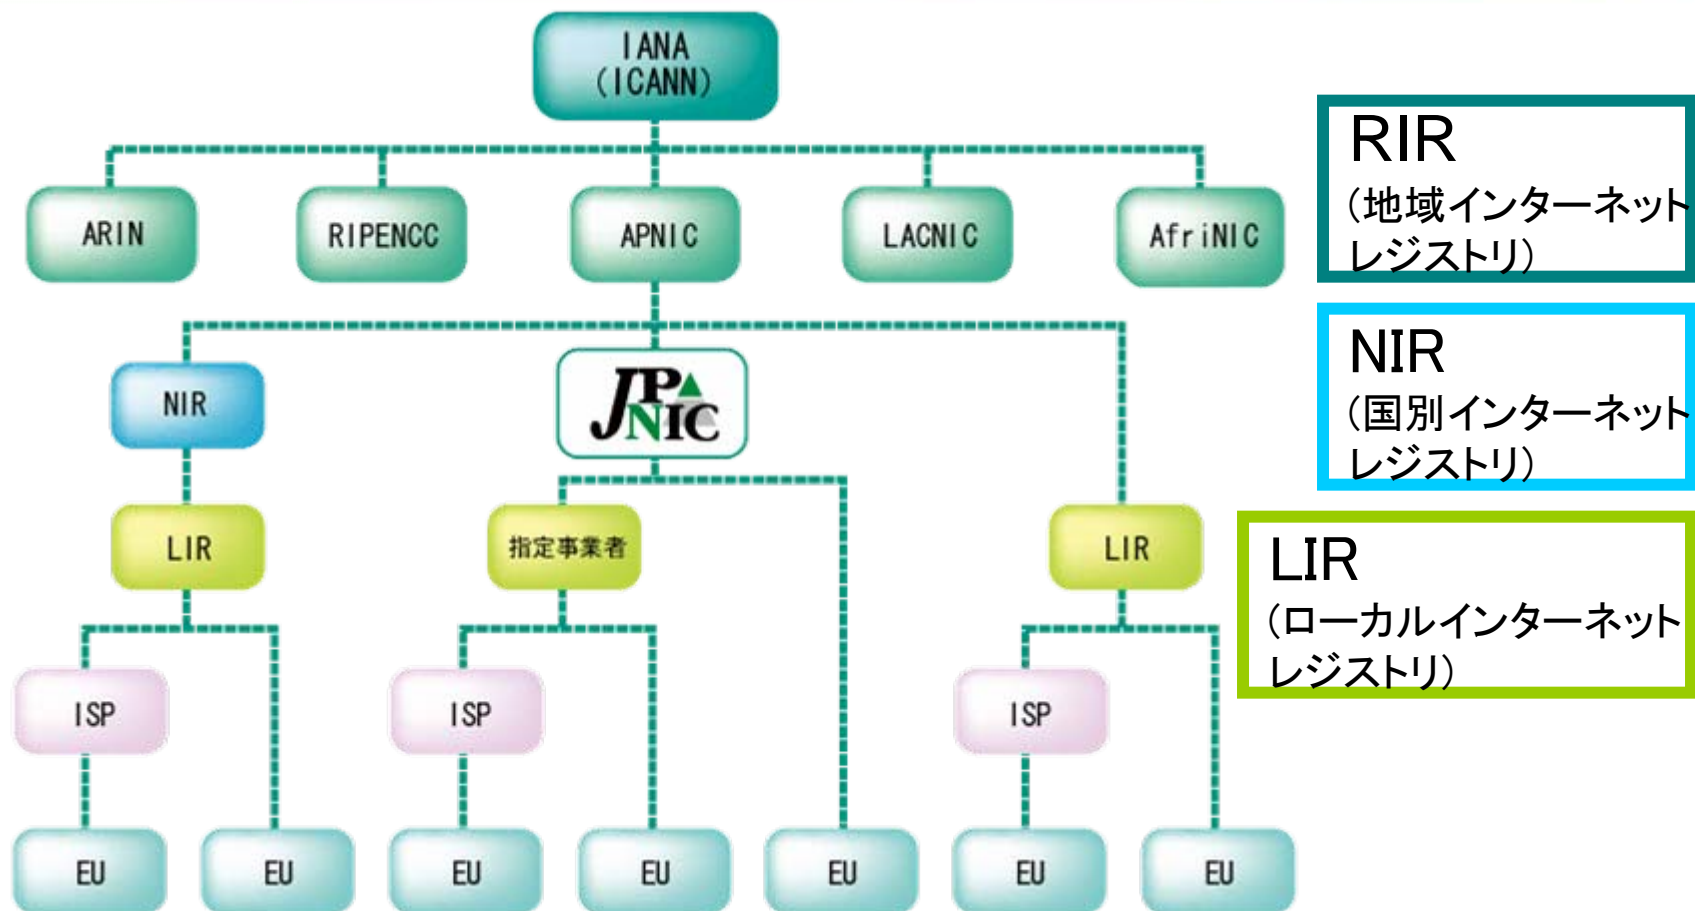 IANA
(ICANN)
ARIN
RIPENCC
APNIC
LACNIC
AfriNIC
RIR
(地域インターネット
レジストリ)
NIR
JPNIC
NIR
(国別インターネット
レジストリ)
LIR
指定事業者
LIR
LIR
(ローカルインターネット
レジストリ)
ISP
ISP
ISP
EU
EU
EU
EU
EU
EU
EU